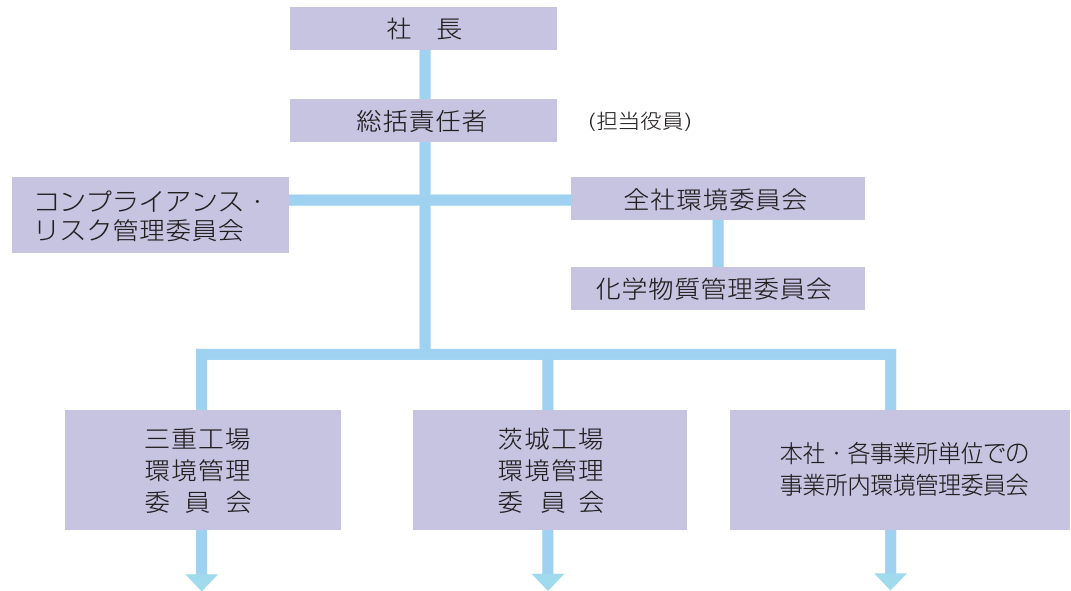 社　長
総括責任者
(担当役員)
コンプライアンス・
リスク管理委員会
全社環境委員会
化学物質管理委員会
三重工場
環境管理
委 員 会
茨城工場
環境管理
委 員 会
本社・各事業所単位での
事業所内環境管理委員会